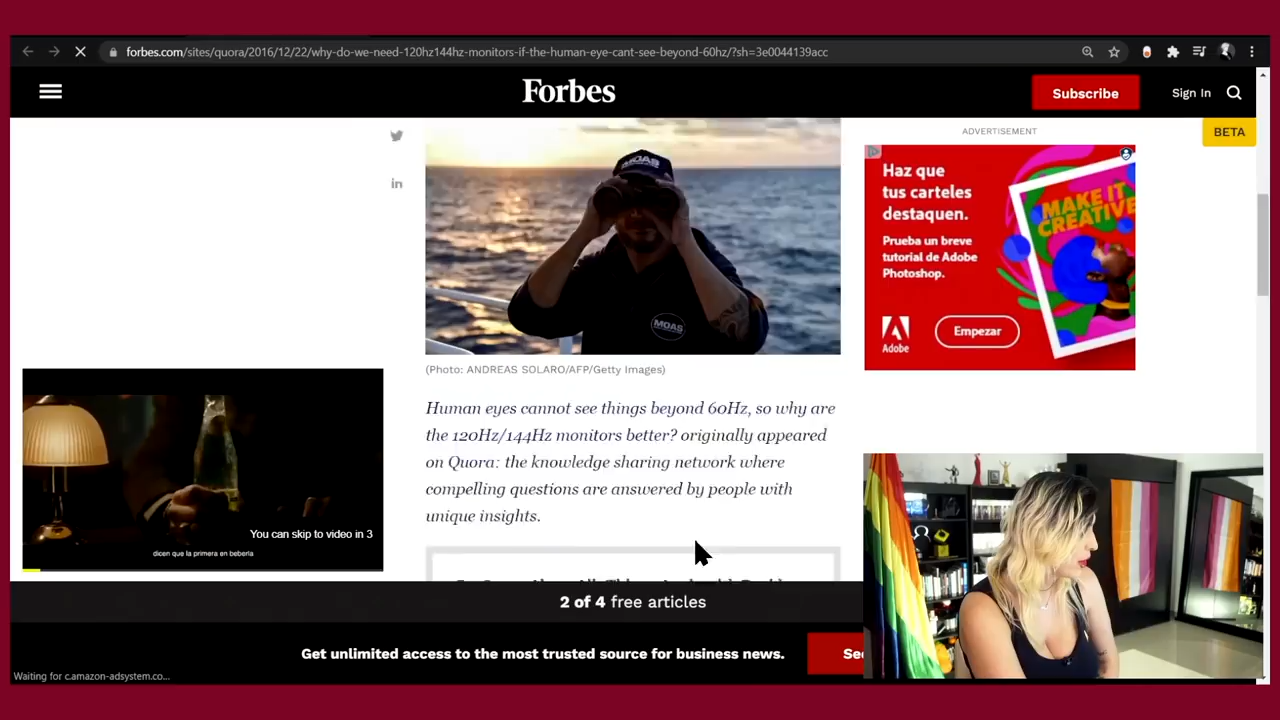 forbes.com/sites/quora/2016/12/22/why-do-we-need-120hz144hz-monitors-if-the-human-eye-cant-see-beyond-60hz/?sh=3e0044139acc
Forbes
Subscribe
Sign In
BETA
ADVERTISEMENT
MOAS
MOAS
Haz que
tus carteles
destaquen.
Prueba un breve
tutorial de Adobe
Photoshop.
MAKE IT
CREATIVE
Adobe
Empezar
(Photo: ANDREAS SOLARO/AFP/Getty Images)
Human eyes cannot see things beyond 60Hz, so why are
the 120Hz/144Hz monitors better? originally appeared
on Quora: the knowledge sharing network where
compelling questions are answered by people with
unique insights.
You can skip to video in 3
dicen que la primera en beberla
2 of 4 free articles
Get unlimited access to the most trusted source for business news.
Waiting for c.amazon-adsystem.co...